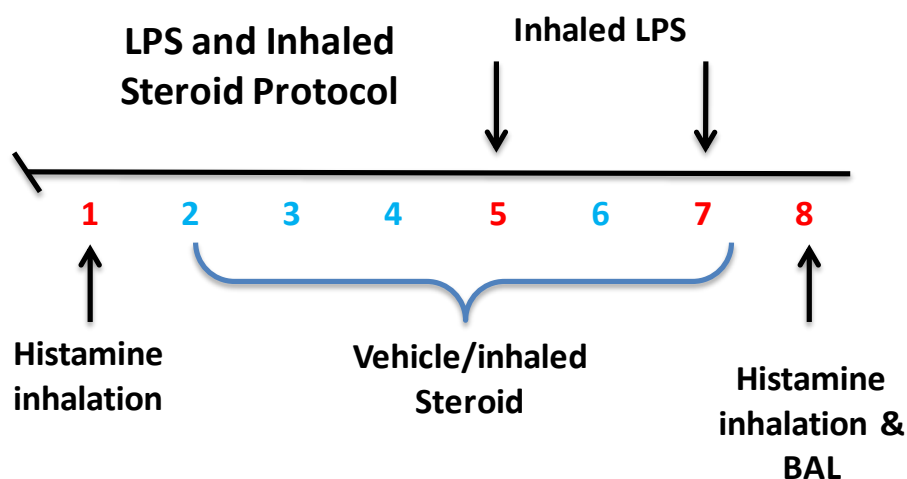 LPS and Inhaled
Steroid Protocol
Inhaled LPS
1 2 3 4 5 6 7 8
Histamine
inhalation
Vehicle/inhaled
Steroid
Histamine
inhalation &
BAL